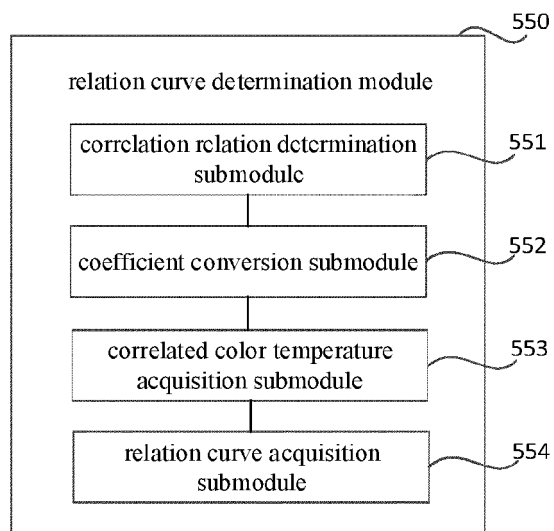 550
relation curve determination module
correlation relation determination
submodule
551
coefficient conversion submodule
552
correlated color temperature
acquisition submodule
553
relation curve acquisition
submodule
554